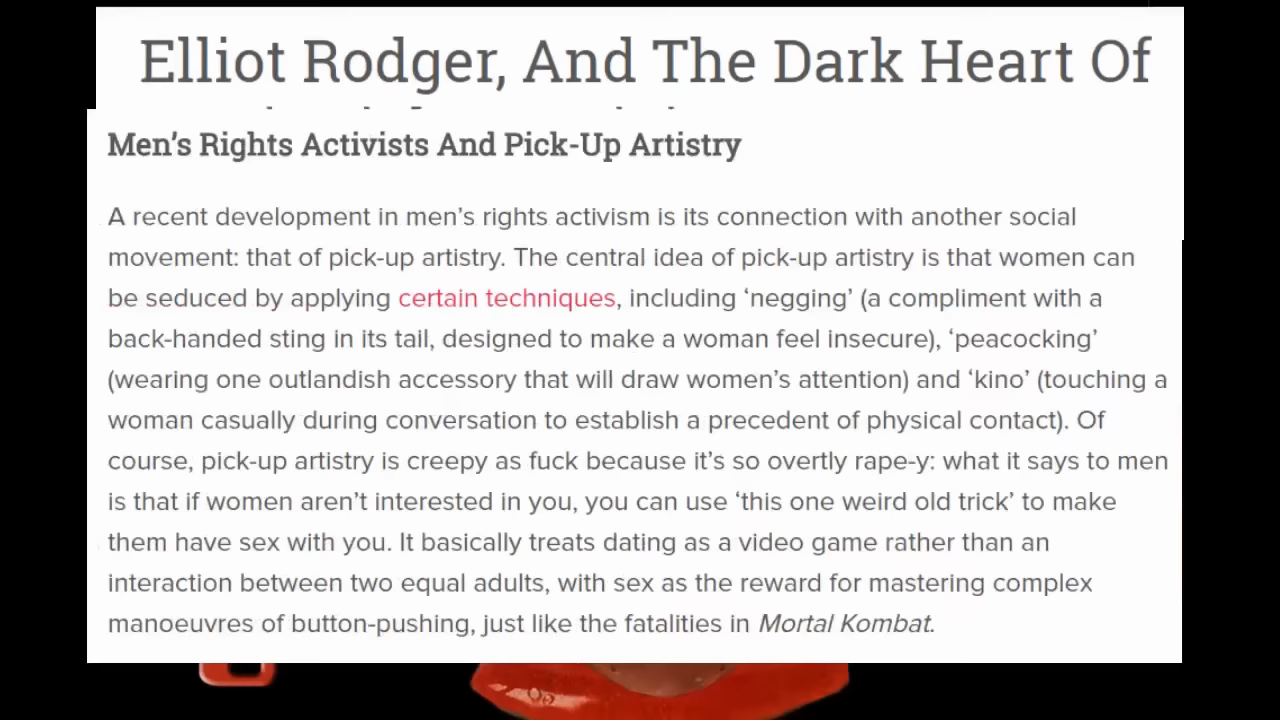 Elliot Rodger, And The Dark Heart Of
Men’s Rights Activists And Pick-Up Artistry
A recent development in men’s rights activism is its connection with another social
movement: that of pick-up artistry. The central idea of pick-up artistry is that women can
be seduced by applying certain techniques, including ‘negging’ (a compliment with a
back-handed sting in its tail, designed to make a woman feel insecure), ‘peacocking’
(wearing one outlandish accessory that will draw women’s attention) and ‘kino’ (touching a
woman casually during conversation to establish a precedent of physical contact). Of
course, pick-up artistry is creepy as fuck because it’s so overtly rape-y: what it says to men
is that if women aren’t interested in you, you can use ‘this one weird old trick’ to make
them have sex with you. It basically treats dating as a video game rather than an
interaction between two equal adults, with sex as the reward for mastering complex
manoeuvres of button-pushing, just like the fatalities in Mortal Kombat.